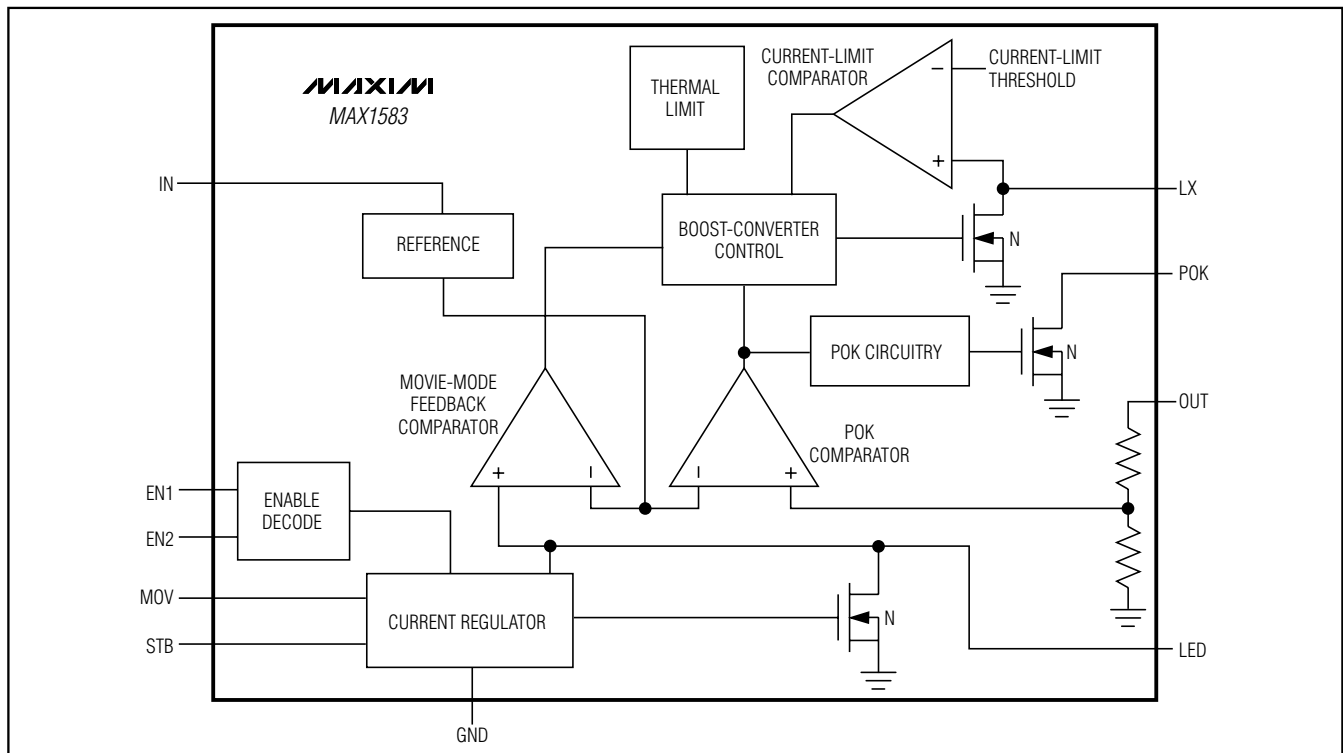 MAXIM
MAX1583
THERMAL
LIMIT
CURRENT-LIMIT
COMPARATOR
−
+
CURRENT-LIMIT
THRESHOLD
IN
REFERENCE
BOOST-CONVERTER
CONTROL
N
LX
POK
POK CIRCUITRY
N
MOVIE-MODE
FEEDBACK
COMPARATOR
+
−
−
+
POK
COMPARATOR
OUT
EN1
EN2
ENABLE
DECODE
MOV
STB
CURRENT REGULATOR
N
LED
GND